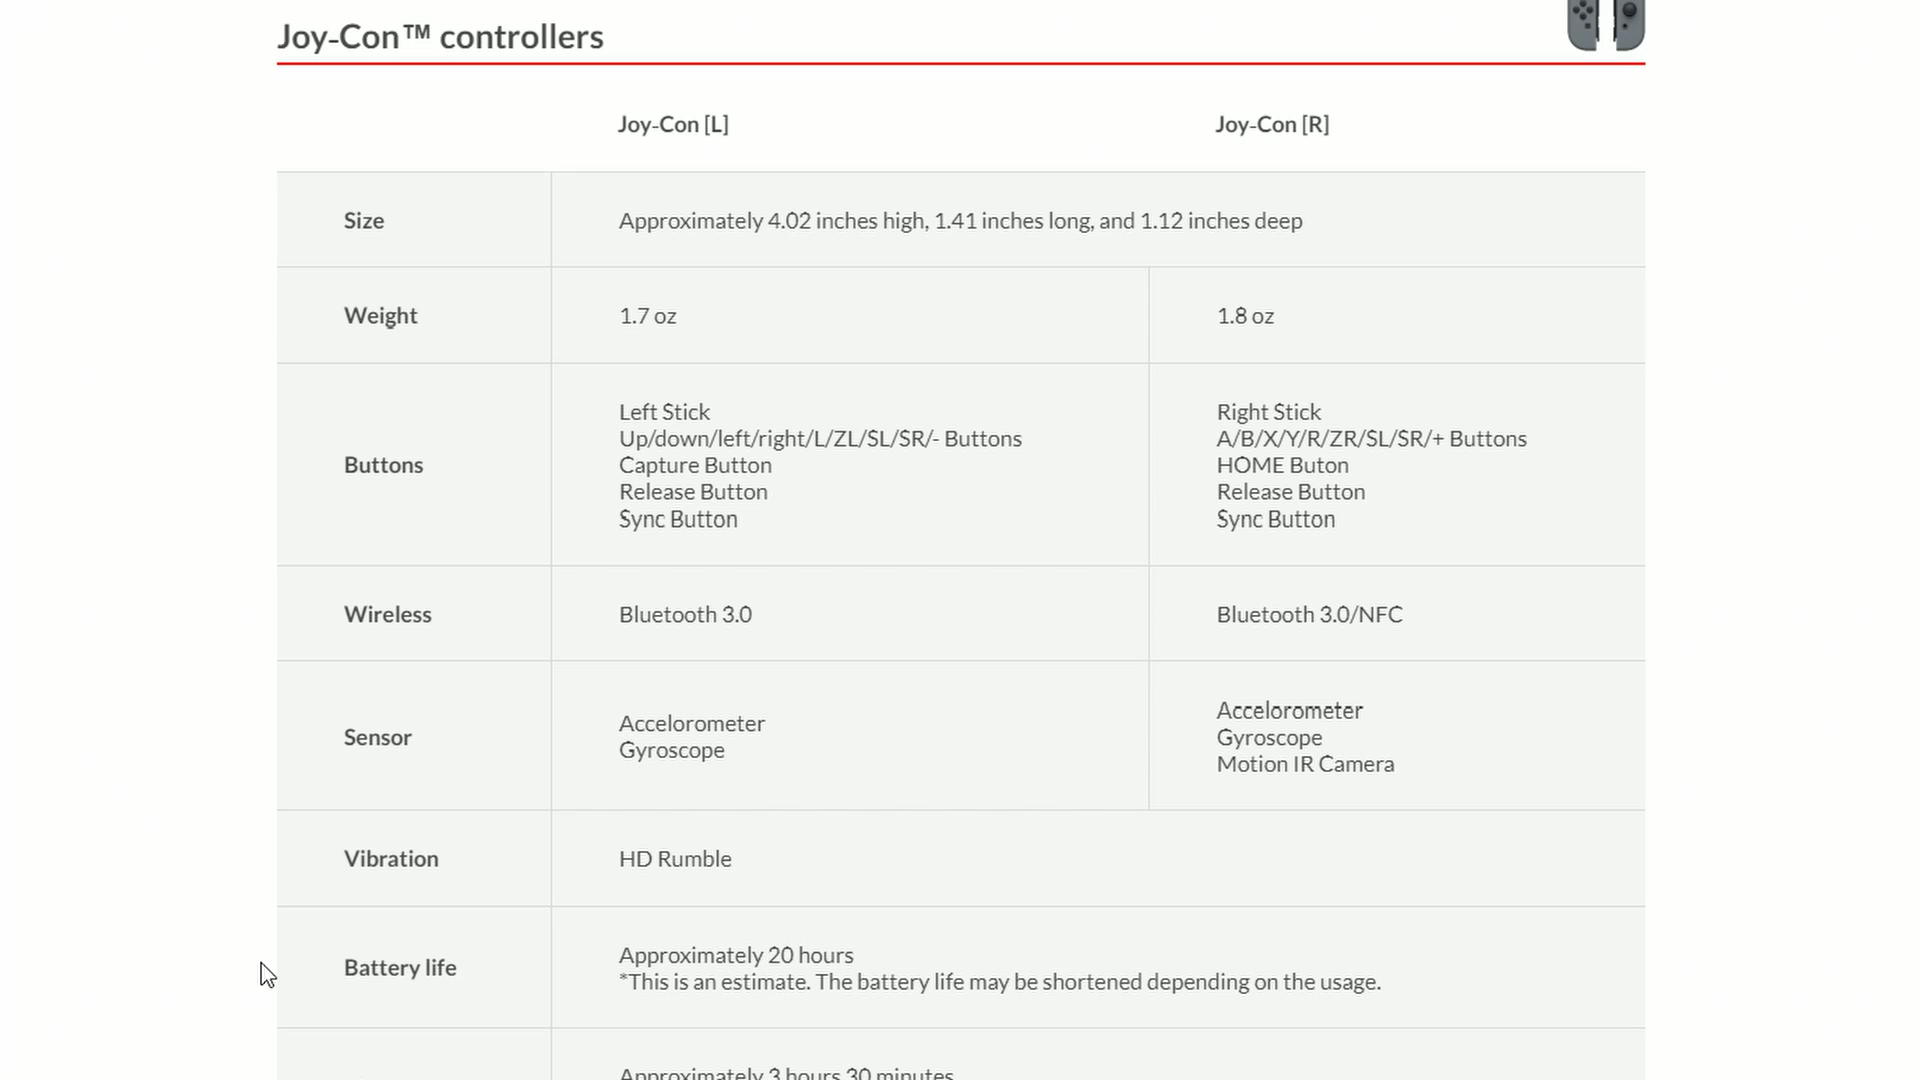 Joy-Con™ controllers
Joy-Con [L]
Joy-Con [R]
Size
Approximately 4.02 inches high, 1.41 inches long, and 1.12 inches deep
Weight
1.7 oz
1.8 oz
Buttons
Left Stick
Up/down/left/right/L/ZL/SL/SR/- Buttons
Capture Button
Release Button
Sync Button
Right Stick
A/B/X/Y/R/ZR/SL/SR/+ Buttons
HOME Buton
Release Button
Sync Button
Wireless
Bluetooth 3.0
Bluetooth 3.0/NFC
Sensor
Accelorometer
Gyroscope
Accelorometer
Gyroscope
Motion IR Camera
Vibration
HD Rumble
Battery life
Approximately 20 hours
*This is an estimate. The battery life may be shortened depending on the usage.
Approximately 3 hours 30 minutes